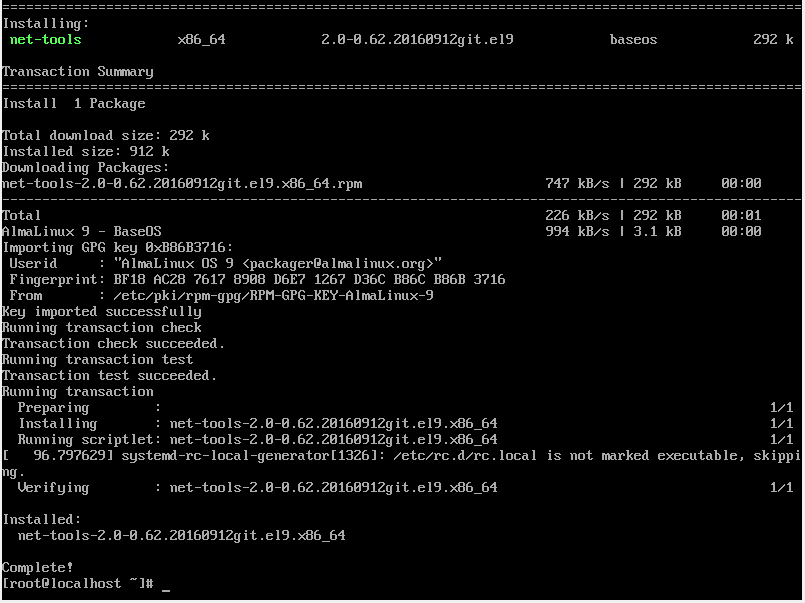 ================================================================================
Installing:
 net-tools            x86_64            2.0-0.62.20160912git.el9            baseos            292 k

Transaction Summary
================================================================================
Install  1 Package

Total download size: 292 k
Installed size: 912 k
Downloading Packages:
net-tools-2.0-0.62.20160912git.el9.x86_64.rpm                       747 kB/s | 292 kB     00:00
--------------------------------------------------------------------------------
Total                                                               226 kB/s | 292 kB     00:01
AlmaLinux 9 - BaseOS                                                994 kB/s | 3.1 kB     00:00
Importing GPG key 0xB86B3716:
 Userid     : "AlmaLinux OS 9 <packager@almalinux.org>"
 Fingerprint: BF18 AC28 7617 8908 D6E7 1267 D36C B86C B86B 3716
 From       : /etc/pki/rpm-gpg/RPM-GPG-KEY-AlmaLinux-9
Key imported successfully
Running transaction check
Transaction check succeeded.
Running transaction test
Transaction test succeeded.
Running transaction
  Preparing        :                                                                            1/1
  Installing       : net-tools-2.0-0.62.20160912git.el9.x86_64                                  1/1
  Running scriptlet: net-tools-2.0-0.62.20160912git.el9.x86_64                                  1/1
[   96.797629] systemd-rc-local-generator[1326]: /etc/rc.d/rc.local is not marked executable, skippi
ng.
  Verifying        : net-tools-2.0-0.62.20160912git.el9.x86_64                                  1/1

Installed:
  net-tools-2.0-0.62.20160912git.el9.x86_64

Complete!
[root@localhost ~]# _